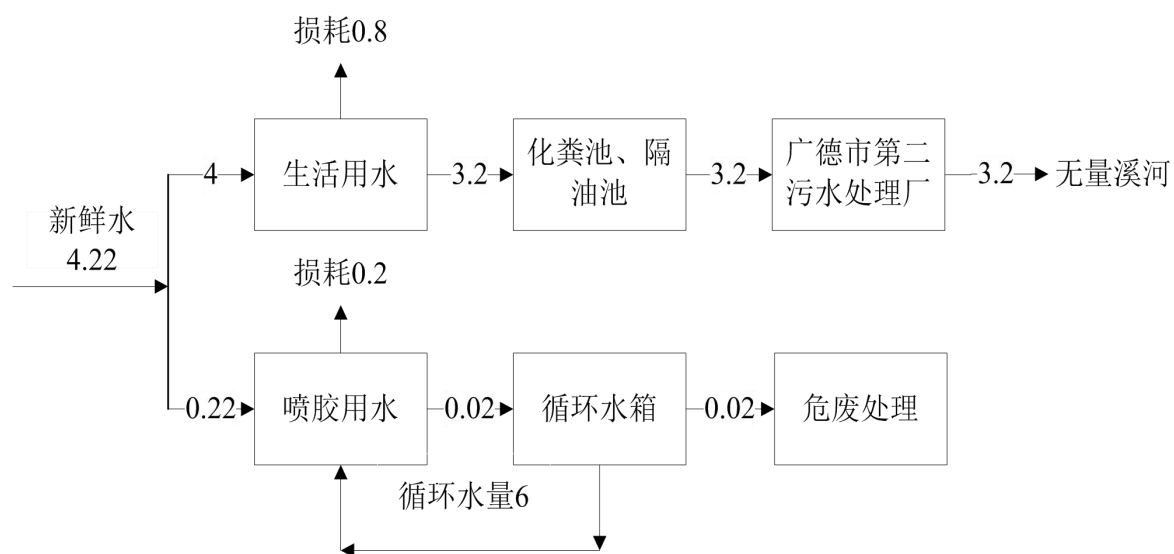 损耗0.8
4
生活用水
3.2
化粪池、隔
油池
3.2
广德市第二
污水处理厂
3.2
无量溪河
新鲜水
4.22
损耗0.2
0.22
喷胶用水
0.02
循环水箱
0.02
危废处理
循环水量6